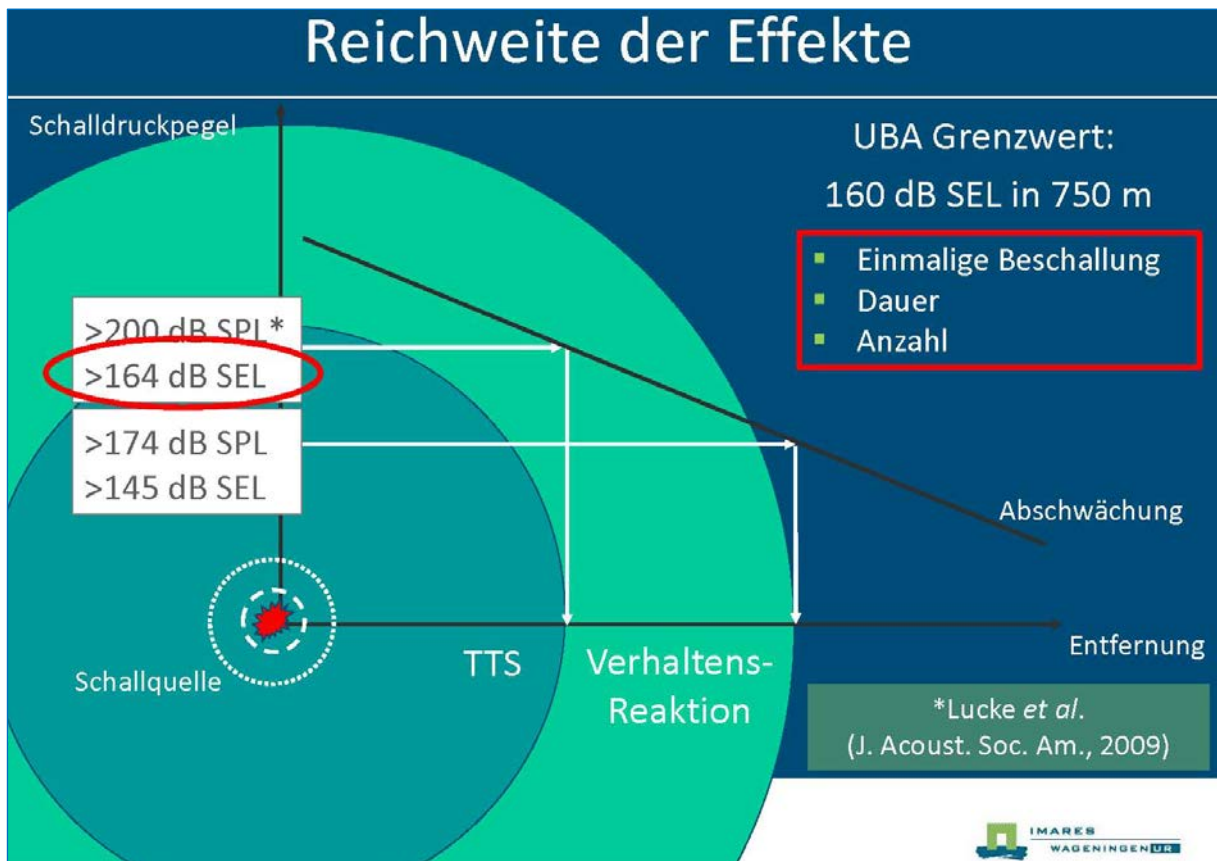 Reichweite der Effekte
Schalldruckpegel
UBA Grenzwert:
160 dB SEL in 750 m
▪ Einmalige Beschallung
▪ Dauer
▪ Anzahl
>200 dB SPL*
>164 dB SEL
>174 dB SPL
>145 dB SEL
Abschwächung
Entfernung
Schallquelle
TTS
Verhaltens-
Reaktion
*Lucke et al.
(J. Acoust. Soc. Am., 2009)
IMARES
WAGENINGEN UR